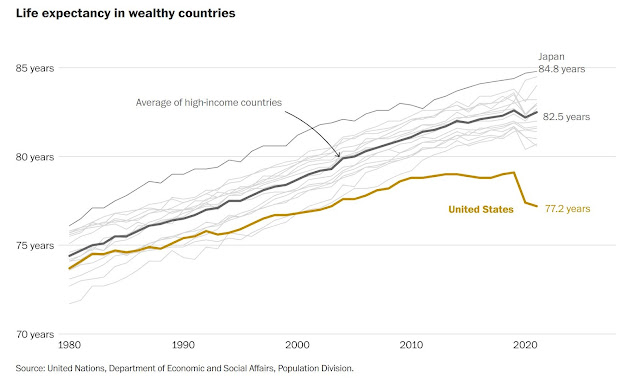 Life expectancy in wealthy countries
Japan
85 years
84.8 years
Average of high-income countries
82.5 years
80 years
United States
77.2 years
75 years
70 years
1980
1990
2000
2010
2020
Source: United Nations, Department of Economic and Social Affairs, Population Division.